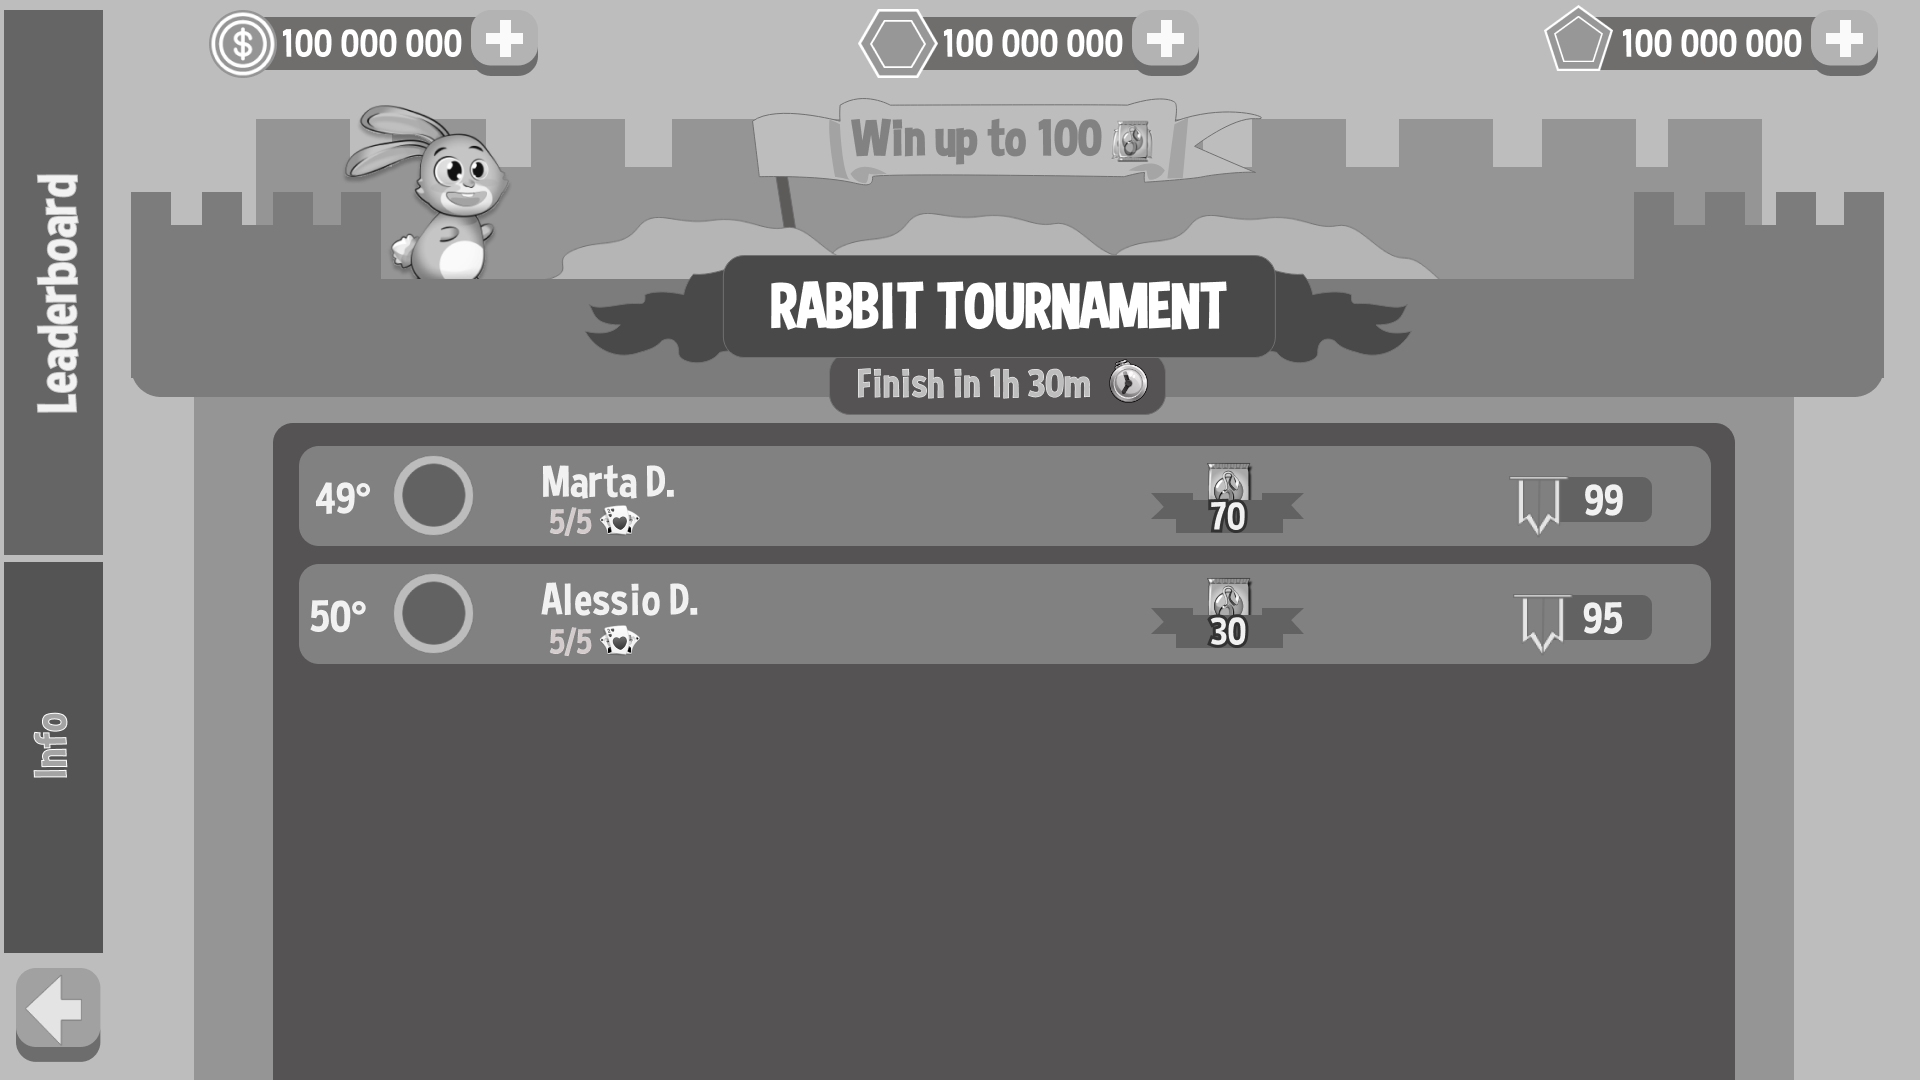 100 000 000
100 000 000
100 000 000
Win up to 100
RABBIT TOURNAMENT
Finish in 1h 30m
Leaderboard
Info
49°
Marta D.
5/5
70
99
50°
Alessio D.
5/5
30
95